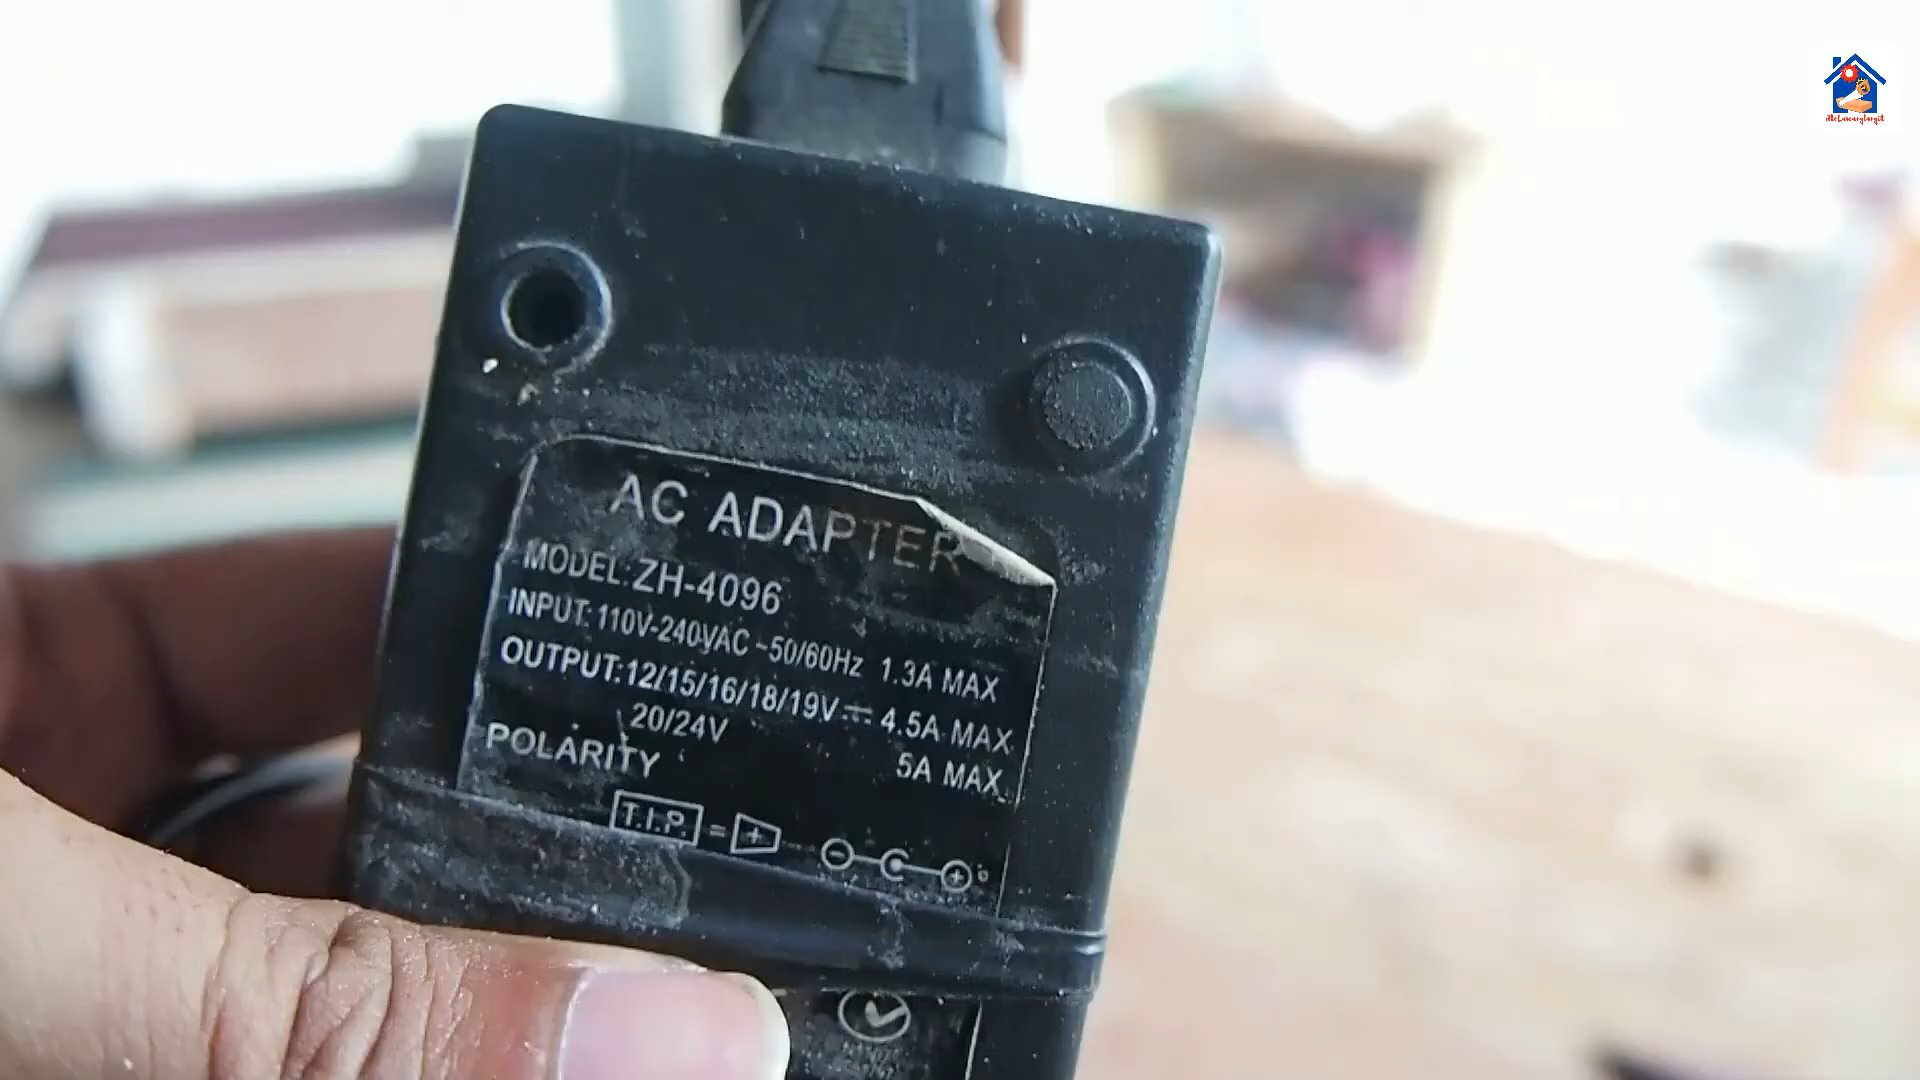 AC ADAPTER
MODEL:ZH-4096
INPUT:110V-240VAC ~50/60Hz 1.3A MAX
OUTPUT:12/15/16/18/19V⎓ 4.5A MAX
20/24V 5A MAX
POLARITY
T.I.P. = +